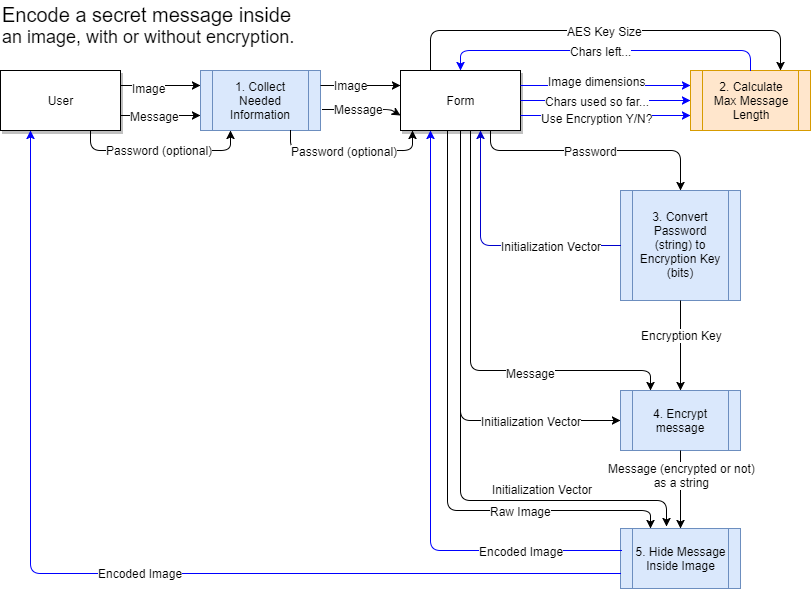 Encode a secret message inside
an image, with or without encryption.
AES Key Size
Chars left...
User
Image
Message
Password (optional)
1. Collect
Needed
Information
Image
Message
Password (optional)
Form
Image dimensions
Chars used so far...
Use Encryption Y/N?
2. Calculate
Max Message
Length
Password
3. Convert
Password
(string) to
Encryption Key
(bits)
Initialization Vector
Encryption Key
Message
4. Encrypt
message
Initialization Vector
Message (encrypted or not)
as a string
Initialization Vector
Raw Image
5. Hide Message
Inside Image
Encoded Image
Encoded Image